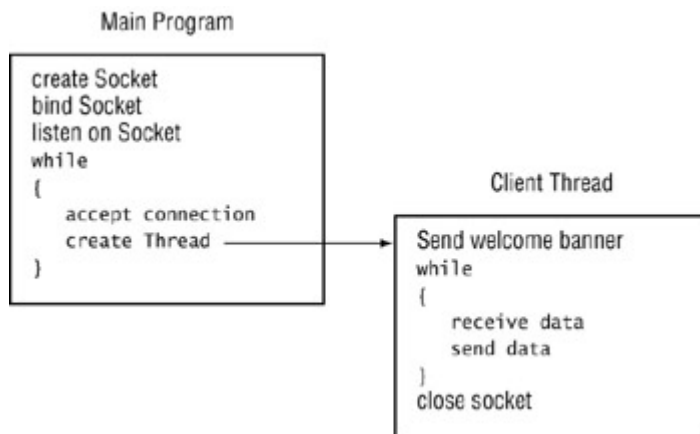 Main Program
create Socket
bind Socket
listen on Socket
while
{
accept connection
create Thread
}
Client Thread
Send welcome banner
while
{
receive data
send data
}
close socket